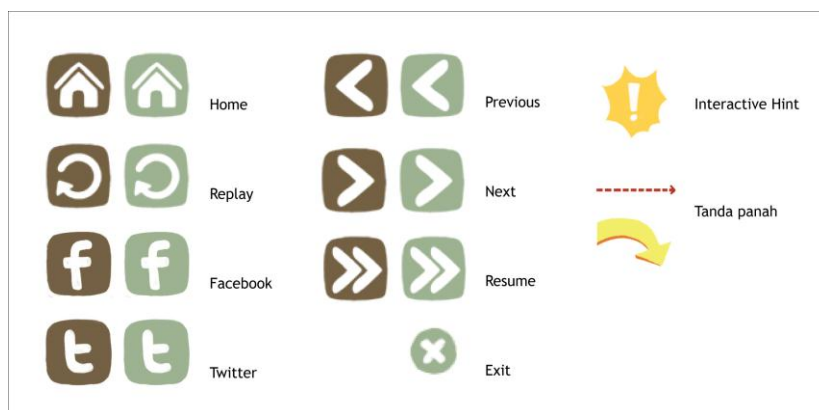 Home
Replay
Facebook
Twitter
Previous
Next
Resume
Exit
Interactive Hint
Tanda panah